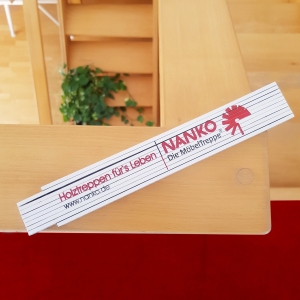 Holztreppen für's Leben
www.nanko.de
NANKO
Die Möbeltreppe®